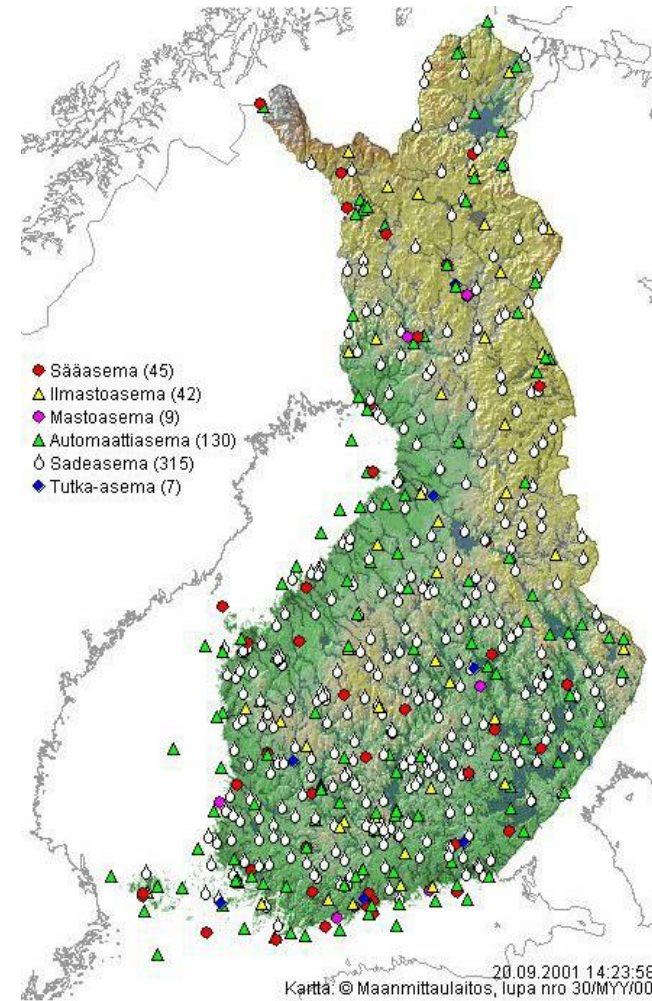 Sääasema (45)
Ilmastoasema (42)
Mastoasema (9)
Automaattiasema (130)
Sadeasema (315)
Tutka-asema (7)
20.09.2001 14:23:58
Kartta: © Maanmittauslaitos, lupa nro 30/MYY/00